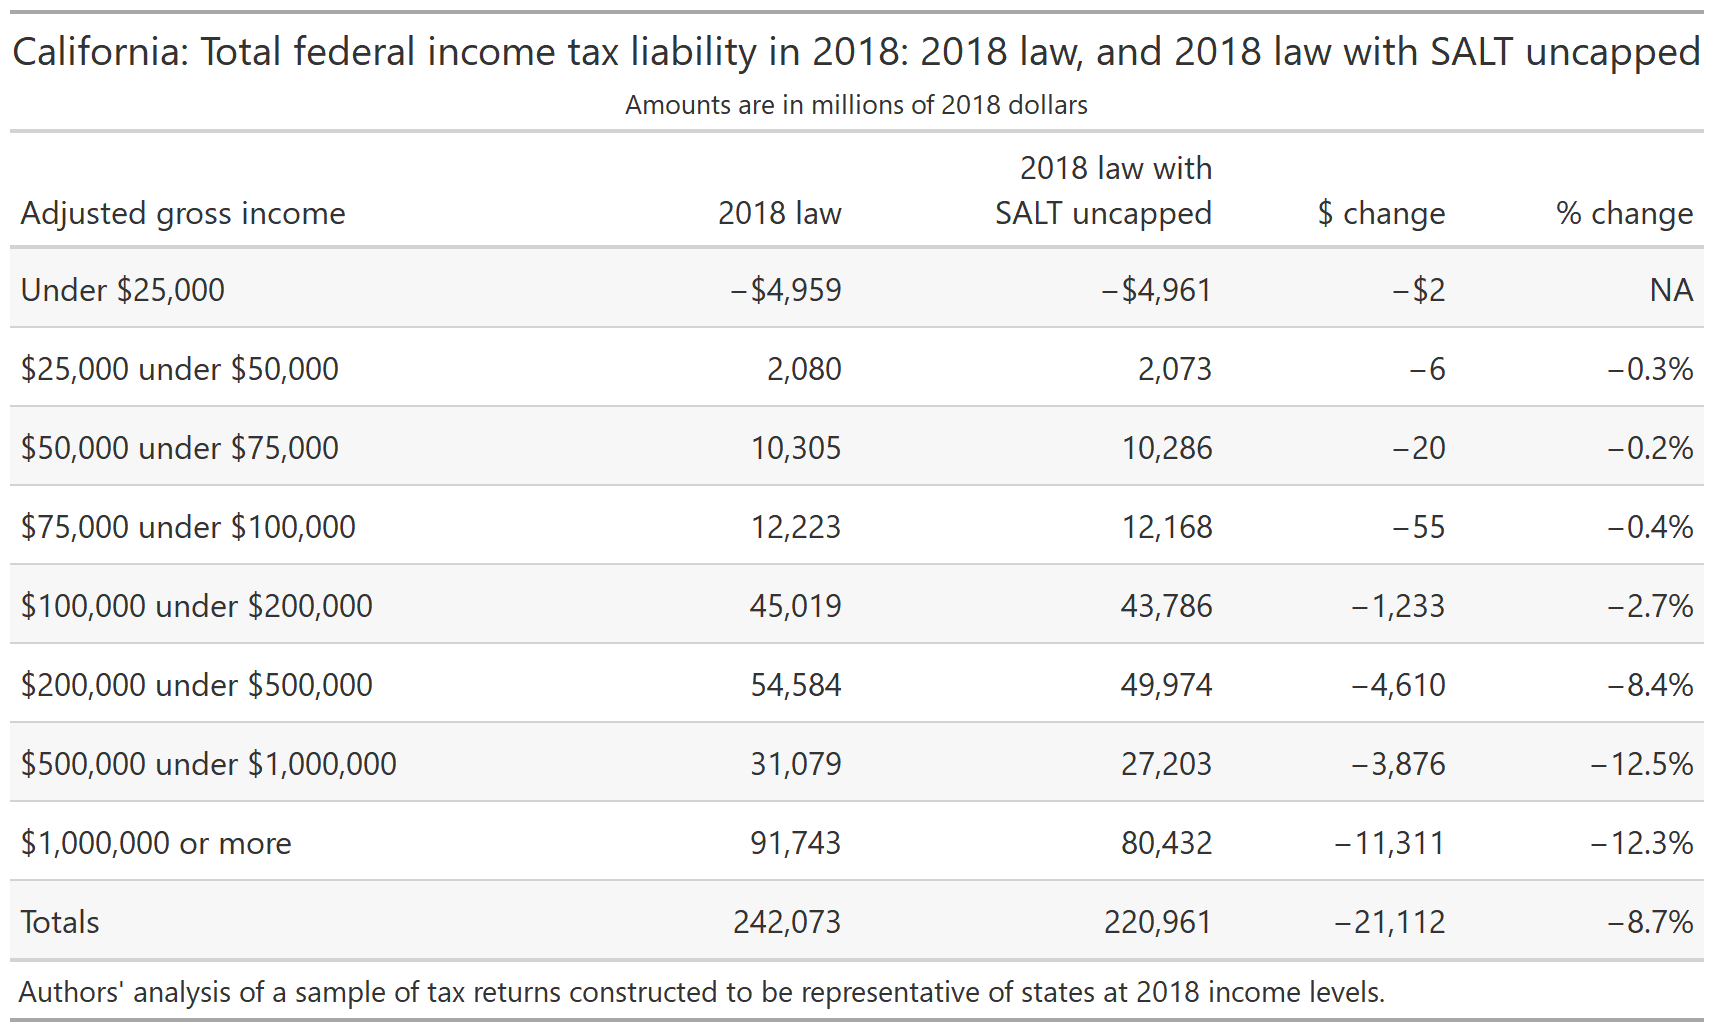 California: Total federal income tax liability in 2018: 2018 law, and 2018 law with SALT uncapped
Amounts are in millions of 2018 dollars
2018 law with
Adjusted gross income 2018 law SALT uncapped $ change % change
Under $25,000 −$4,959 −$4,961 −$2 NA
$25,000 under $50,000 2,080 2,073 −6 −0.3%
$50,000 under $75,000 10,305 10,286 −20 −0.2%
$75,000 under $100,000 12,223 12,168 −55 −0.4%
$100,000 under $200,000 45,019 43,786 −1,233 −2.7%
$200,000 under $500,000 54,584 49,974 −4,610 −8.4%
$500,000 under $1,000,000 31,079 27,203 −3,876 −12.5%
$1,000,000 or more 91,743 80,432 −11,311 −12.3%
Totals 242,073 220,961 −21,112 −8.7%
Authors' analysis of a sample of tax returns constructed to be representative of states at 2018 income levels.